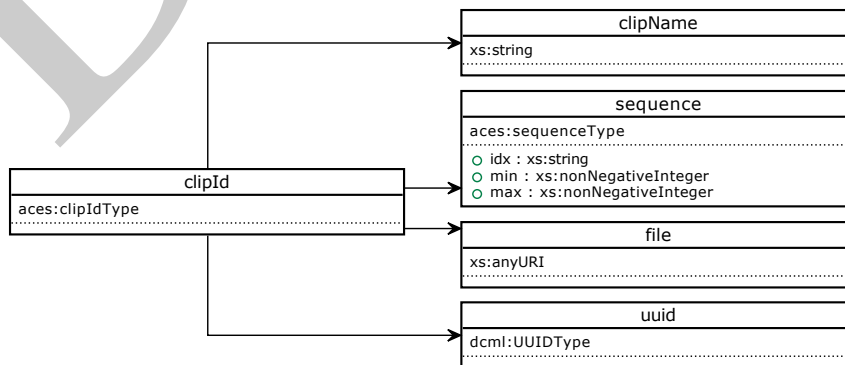 clipName
xs:string
sequence
aces:sequenceType
idx : xs:string
min : xs:nonNegativeInteger
max : xs:nonNegativeInteger
clipId
aces:clipIdType
file
xs:anyURI
uuid
dcml:UUIDType